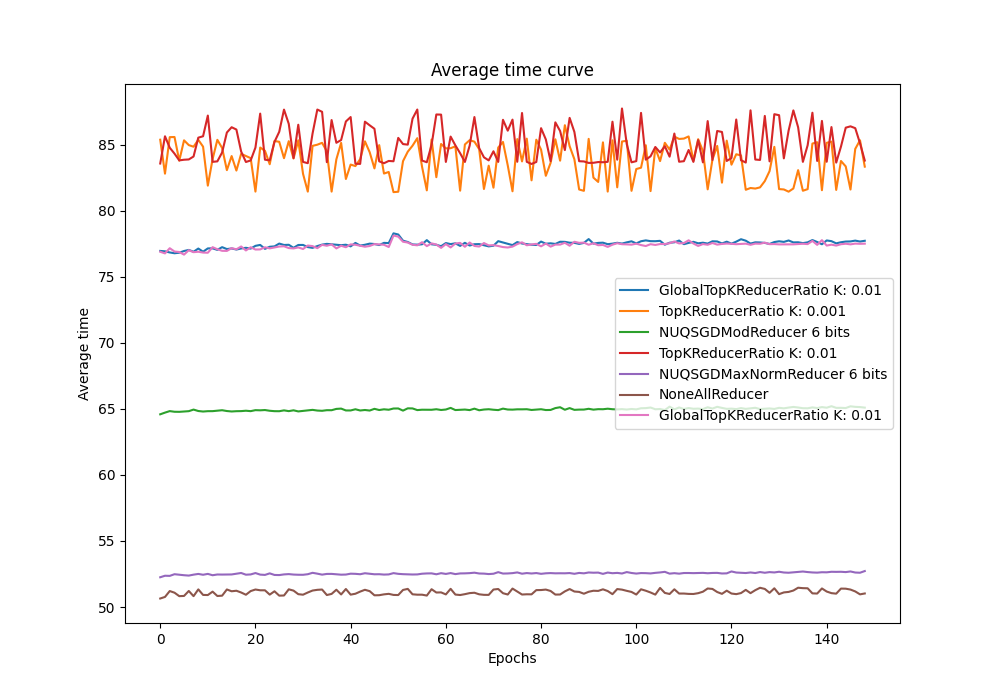 Average time curve
Average time
85
80
75
70
65
60
55
50
GlobalTopKReducerRatio K: 0.01
TopKReducerRatio K: 0.001
NUQSGDModReducer 6 bits
TopKReducerRatio K: 0.01
NUQSGDMaxNormReducer 6 bits
NoneAllReducer
GlobalTopKReducerRatio K: 0.01
0 20 40 60 80 100 120 140
Epochs